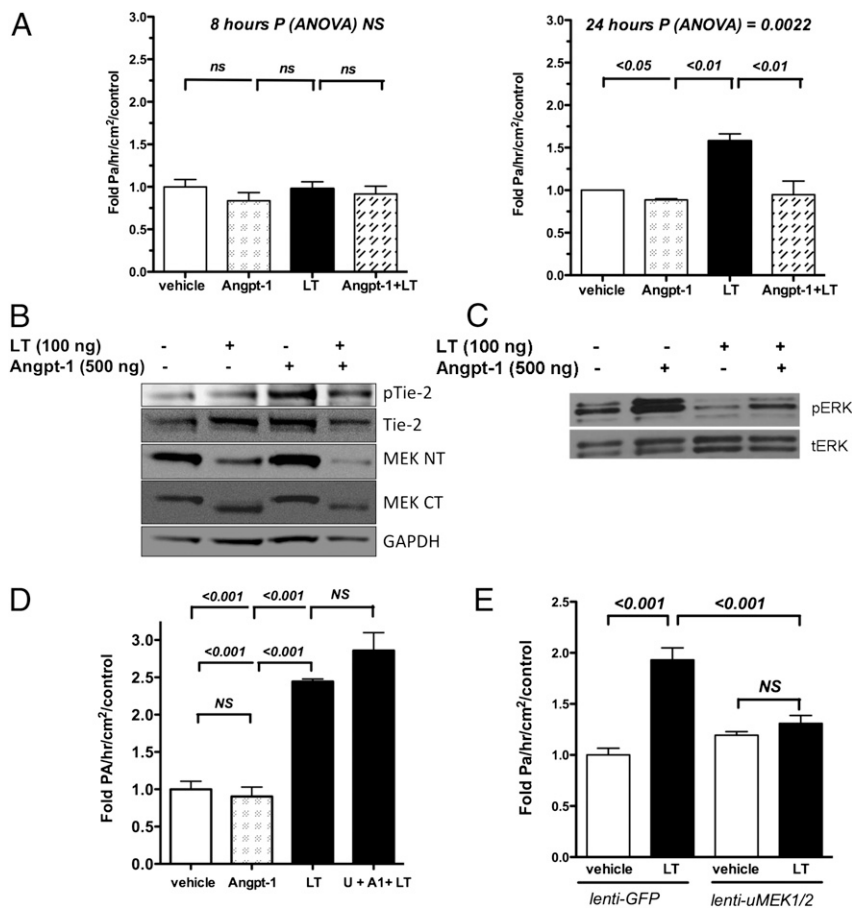 A
8 hours P (ANOVA) NS
Fold Pa/hr/cm²/control
3.0
2.5
2.0
1.5
1.0
0.5
0.0
ns
ns
ns
vehicle
Angpt-1
LT
Angpt-1+LT
24 hours P (ANOVA) = 0.0022
Fold Pa/hr/cm²/control
3.0
2.5
2.0
1.5
1.0
0.5
0.0
<0.05
<0.01
<0.01
vehicle
Angpt-1
LT
Angpt-1+LT
B
LT (100 ng) - + - +
Angpt-1 (500 ng) - - + +
pTie-2
Tie-2
MEK NT
MEK CT
GAPDH
C
LT (100 ng) - - + +
Angpt-1 (500 ng) - + - +
pERK
tERK
D
Fold PA/hr/cm²/control
3.0
2.5
2.0
1.5
1.0
0.5
0.0
<0.001
<0.001
NS
<0.001
<0.001
NS
vehicle
Angpt-1
LT
U + A1+ LT
E
Fold Pa/hr/cm²/control
2.5
2.0
1.5
1.0
0.5
0.0
<0.001
<0.001
NS
vehicle
LT
vehicle
LT
lenti-GFP
lenti-uMEK1/2